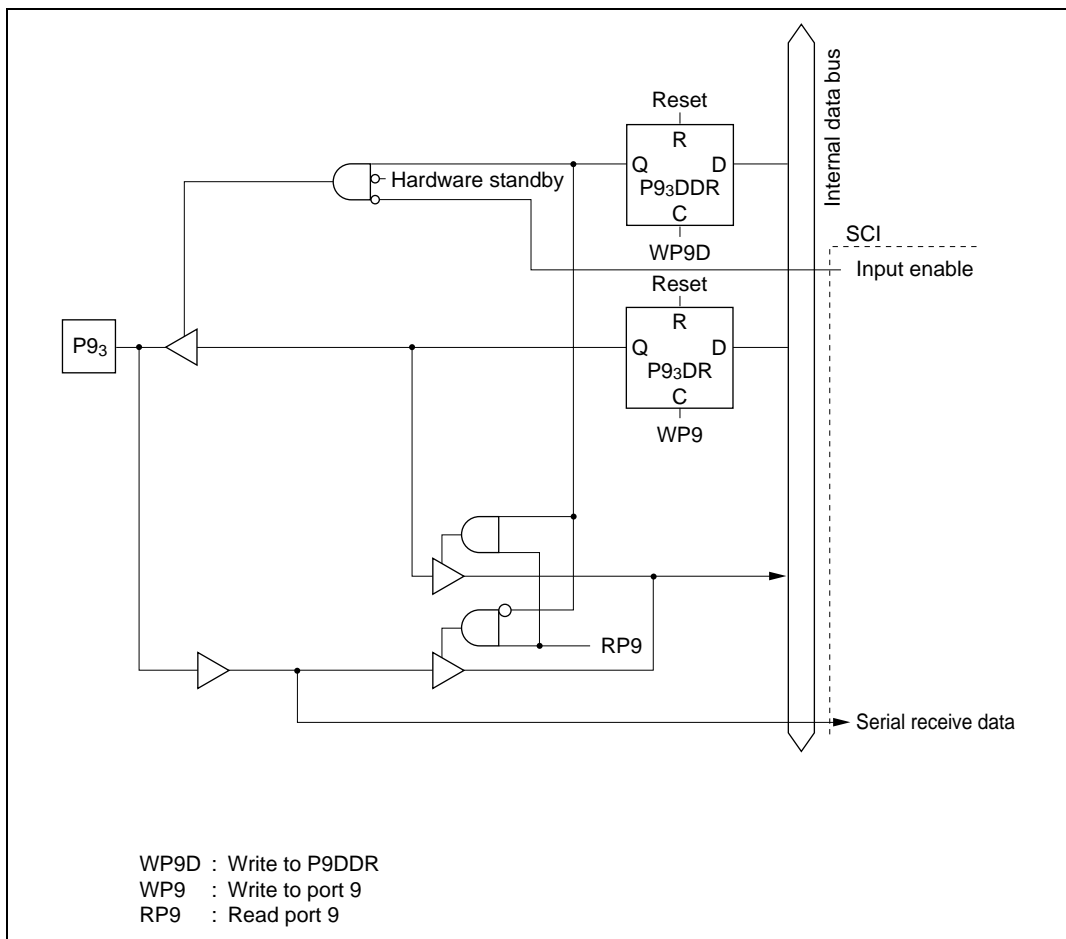 Reset
R
Q D
P93DDR
C
WP9D
Hardware standby
Internal data bus
SCI
Input enable
Reset
R
Q D
P93DR
C
WP9
P93
RP9
Serial receive data
WP9D : Write to P9DDR
WP9 : Write to port 9
RP9 : Read port 9